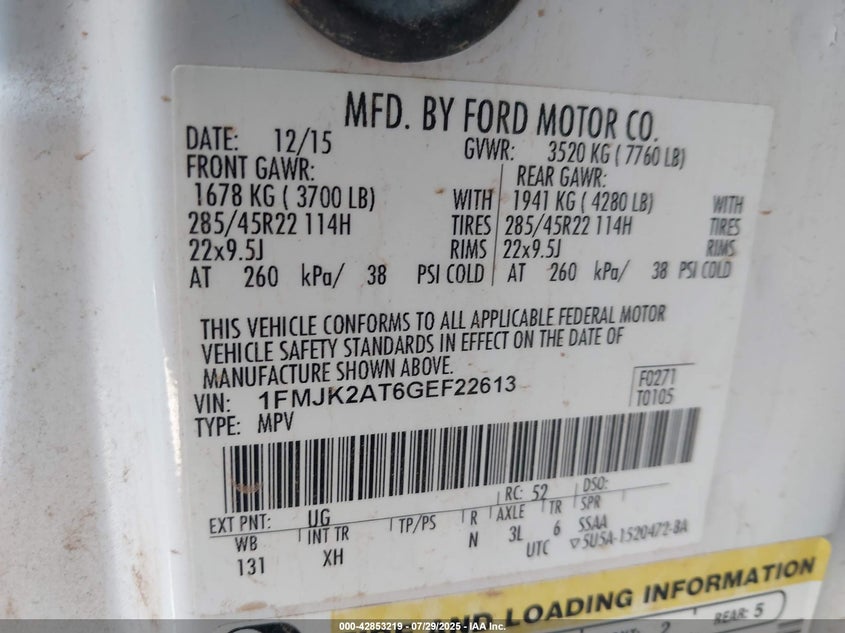 MFD. BY FORD MOTOR CO.
DATE: 12/15 GVWR: 3520 KG ( 7760 LB)
FRONT GAWR: REAR GAWR:
1678 KG ( 3700 LB) WITH 1941 KG ( 4280 LB) WITH
285/45R22 114H TIRES 285/45R22 114H TIRES
22x9.5J RIMS 22x9.5J RIMS
AT 260 kPa/ 38 PSI COLD AT 260 kPa/ 38 PSI COLD
THIS VEHICLE CONFORMS TO ALL APPLICABLE FEDERAL MOTOR
VEHICLE SAFETY STANDARDS IN EFFECT ON THE DATE OF
MANUFACTURE SHOWN ABOVE.
VIN: 1FMJK2AT6GEF22613 F0271
TYPE: MPV T0105
RC: 52 DSO:
EXT PNT: UG AXLE TR SPR
WB INT TR TP/PS R 3L 6 SSAA
131 XH N UTC ▽5U5A-1520472-BA
AND LOADING INFORMATION
2 REAR: 5
000-42853219 - 07/29/2025 - IAA Inc.